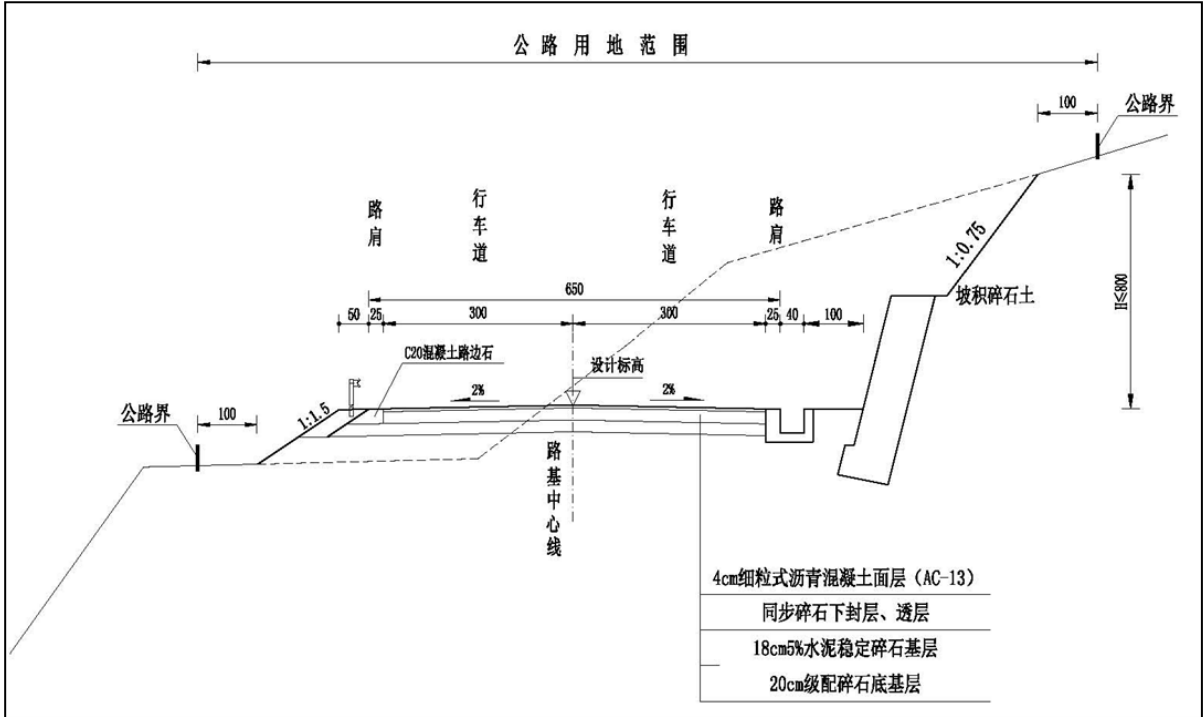 公路用地范围
100
公路界
路肩
行车道
行车道
路肩
1:0.75
650
坡积碎石土
H≤800
50
25
300
300
25
40
100
C20混凝土路边石
设计标高
2%
2%
公路界
100
1:1.5
路基中心线
4cm细粒式沥青混凝土面层（AC-13）
同步碎石下封层、透层
18cm5%水泥稳定碎石基层
20cm级配碎石底基层